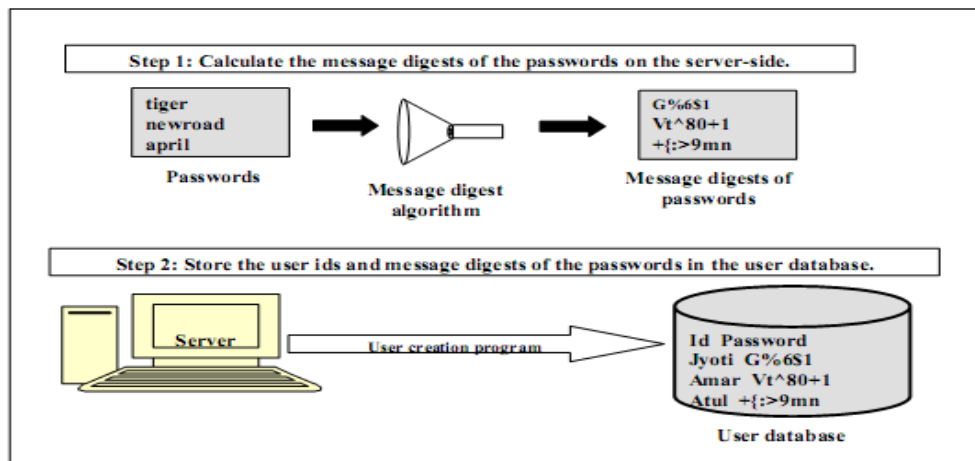 Step 1: Calculate the message digests of the passwords on the server-side.
tiger
newroad
april
Passwords
Message digest
algorithm
G%6$1
Vt^80+1
+{:>9mn
Message digests of
passwords
Step 2: Store the user ids and message digests of the passwords in the user database.
Server
User creation program
Id Password
Jyoti G%6$1
Amar Vt^80+1
Atul +{:>9mn
User database